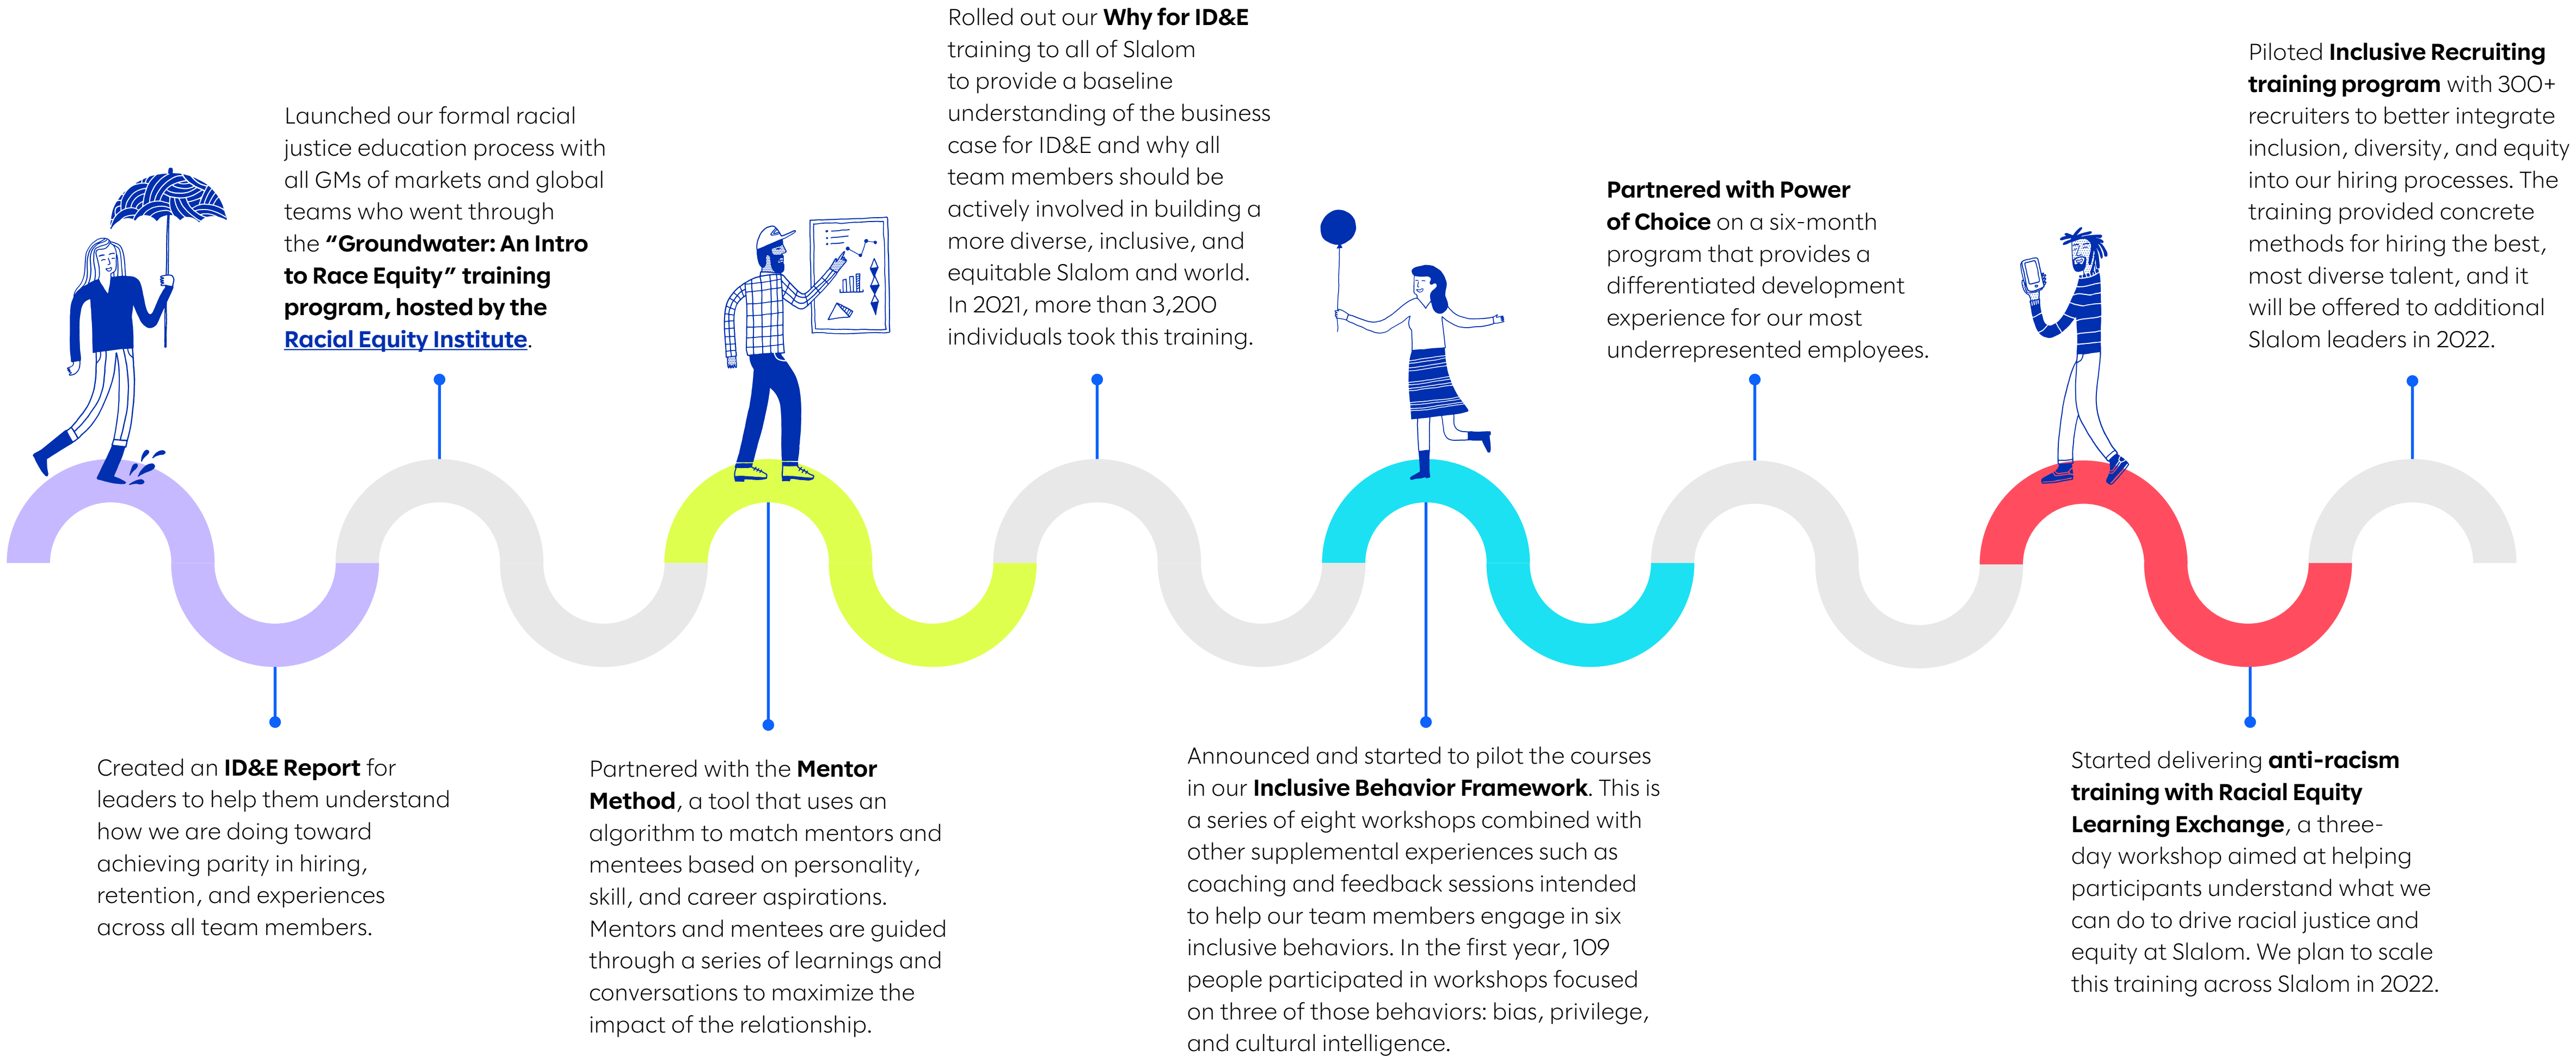 Created an ID&E Report for
leaders to help them understand
how we are doing toward
achieving parity in hiring,
retention, and experiences
across all team members.
Launched our formal racial
justice education process with
all GMs of markets and global
teams who went through
the “Groundwater: An Intro
to Race Equity” training
program, hosted by the
Racial Equity Institute.
Partnered with the Mentor
Method, a tool that uses an
algorithm to match mentors and
mentees based on personality,
skill, and career aspirations.
Mentors and mentees are guided
through a series of learnings and
conversations to maximize the
impact of the relationship.
Rolled out our Why for ID&E
training to all of Slalom
to provide a baseline
understanding of the business
case for ID&E and why all
team members should be
actively involved in building a
more diverse, inclusive, and
equitable Slalom and world.
In 2021, more than 3,200
individuals took this training.
Announced and started to pilot the courses
in our Inclusive Behavior Framework. This is
a series of eight workshops combined with
other supplemental experiences such as
coaching and feedback sessions intended
to help our team members engage in six
inclusive behaviors. In the first year, 109
people participated in workshops focused
on three of those behaviors: bias, privilege,
and cultural intelligence.
Partnered with Power
of Choice on a six-month
program that provides a
differentiated development
experience for our most
underrepresented employees.
Started delivering anti-racism
training with Racial Equity
Learning Exchange, a three-
day workshop aimed at helping
participants understand what we
can do to drive racial justice and
equity at Slalom. We plan to scale
this training across Slalom in 2022.
Piloted Inclusive Recruiting
training program with 300+
recruiters to better integrate
inclusion, diversity, and equity
into our hiring processes. The
training provided concrete
methods for hiring the best,
most diverse talent, and it
will be offered to additional
Slalom leaders in 2022.